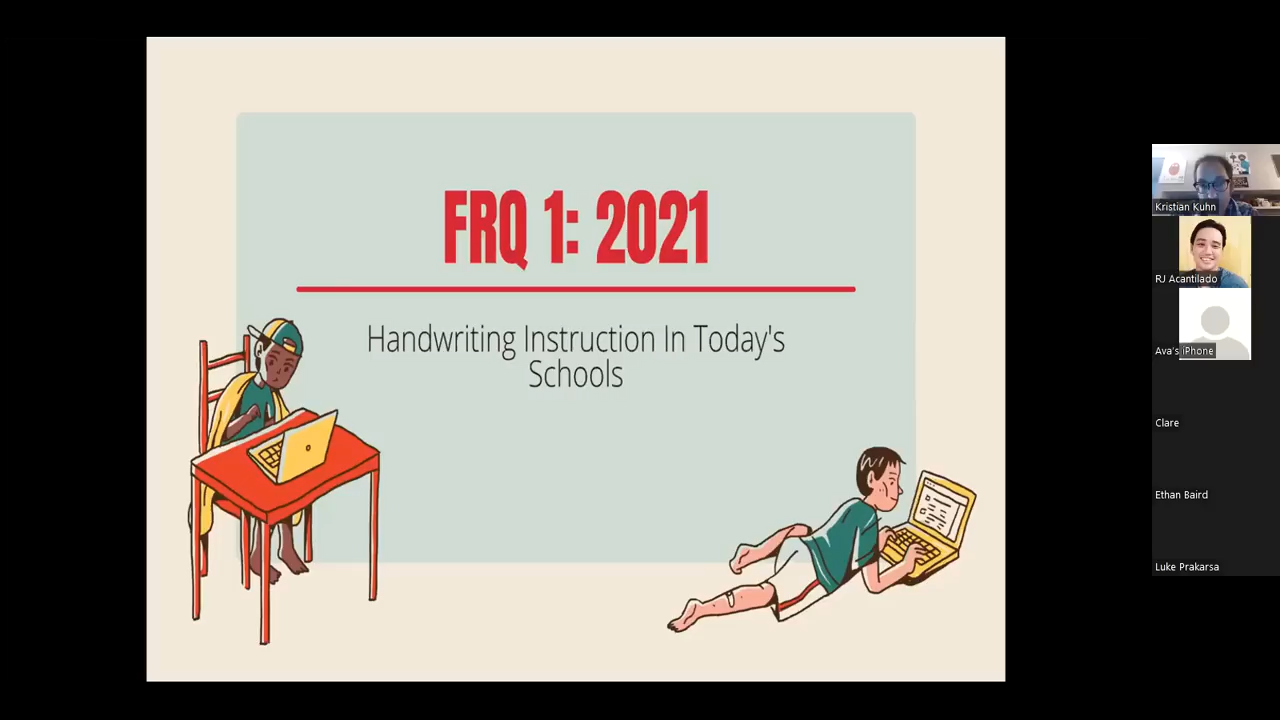 FRQ 1: 2021
Handwriting Instruction In Today's
Schools
Kristian Kuhn
RJ Acantilado
Ava's iPhone
Clare
Ethan Baird
Luke Prakarsa